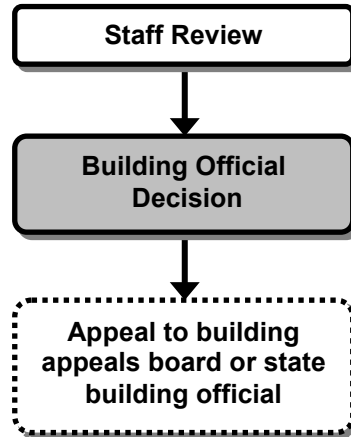 Staff Review
Building Official
Decision
Appeal to building
appeals board or state
building official